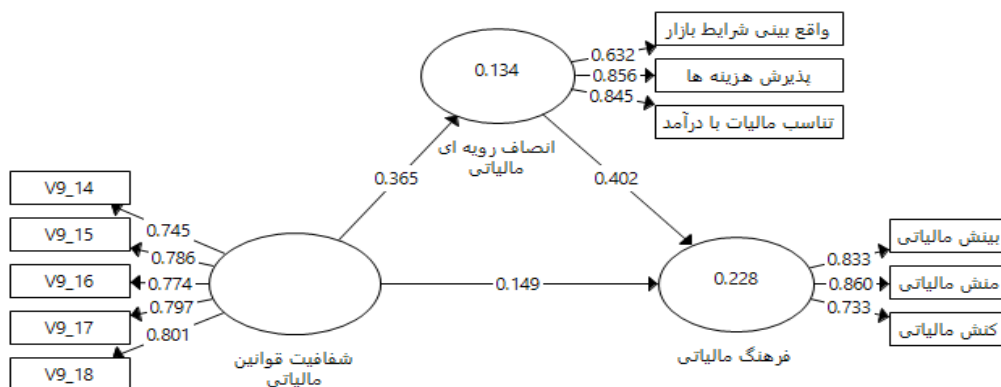 واقع بینی شرایط بازار
0.632
0.134
پذیرش هزینه ها
0.856
0.845
تناسب مالیات با درآمد
انصاف رویه ای
مالیاتی
0.365
0.402
V9_14
0.745
V9_15
0.786
V9_16
0.774
V9_17
0.797
V9_18
0.801
شفافیت قوانین
مالیاتی
0.149
0.228
فرهنگ مالیاتی
بینش مالیاتی
0.833
منش مالیاتی
0.860
کنش مالیاتی
0.733